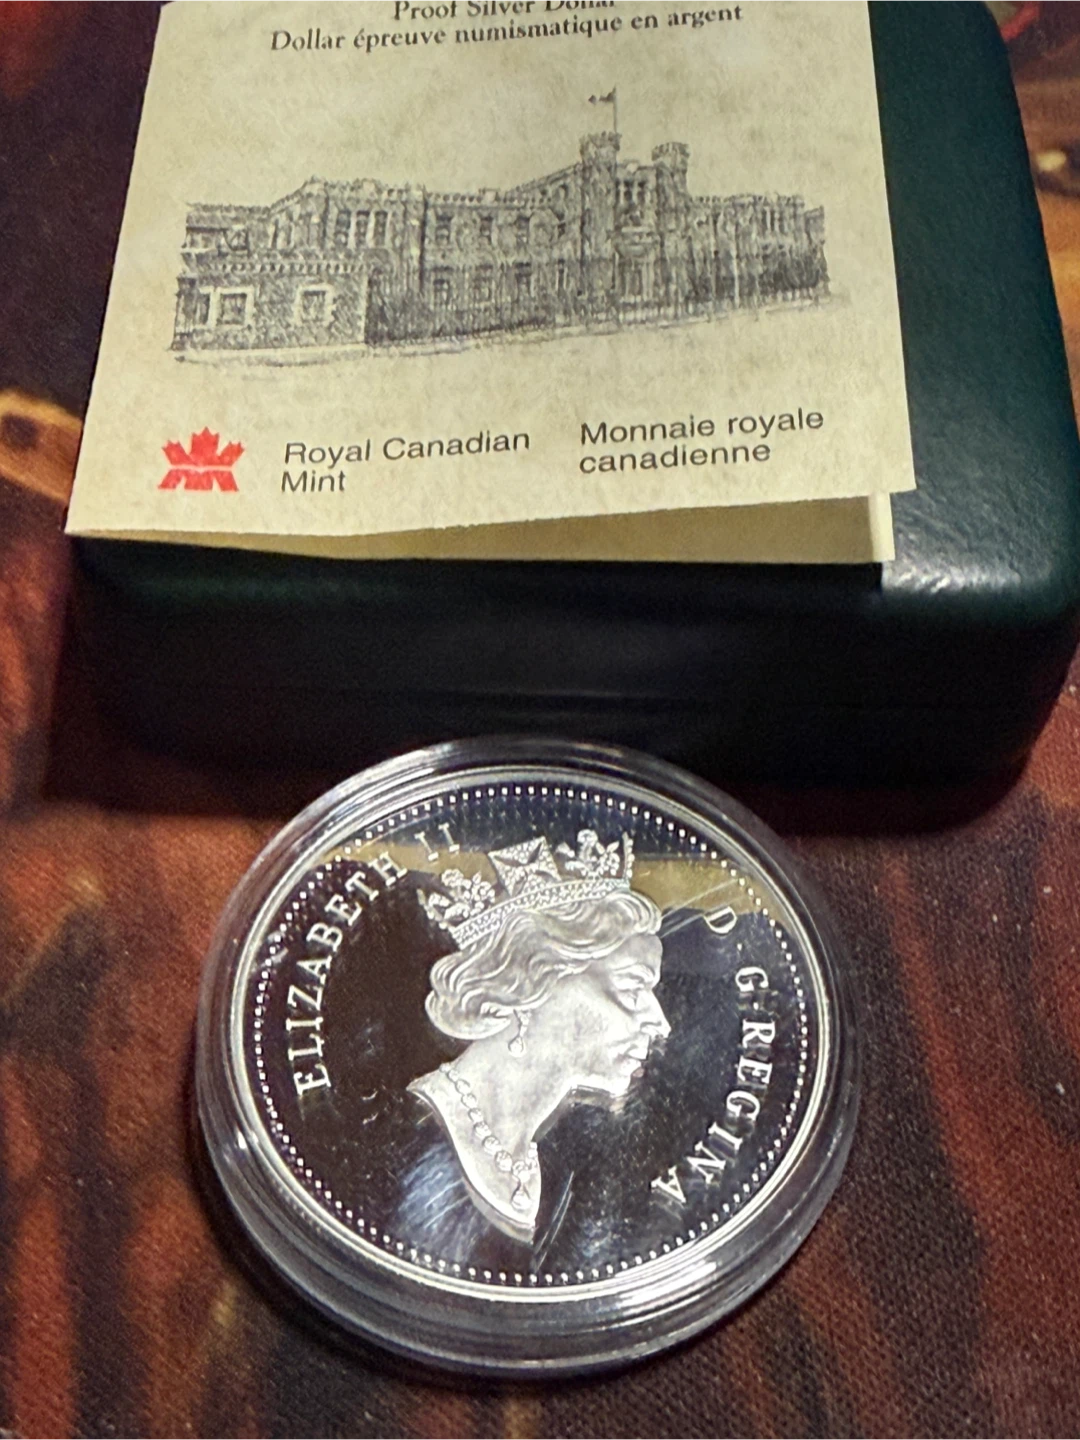 Proof Silver Dollar
Dollar épreuve numismatique en argent
Royal Canadian
Mint
Monnaie royale
canadienne
ELIZABETH II
D·G·REGINA